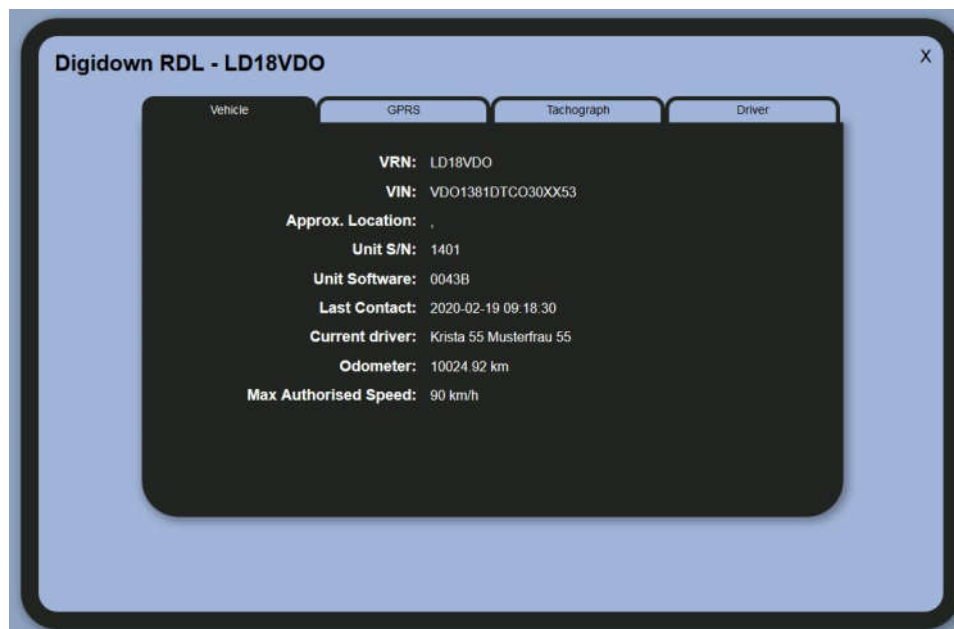 Digidown RDL - LD18VDO
X
Vehicle GPRS Tachograph Driver
VRN: LD18VDO
VIN: VDO1381DTCO30XX53
Approx. Location: ,
Unit S/N: 1401
Unit Software: 0043B
Last Contact: 2020-02-19 09:18:30
Current driver: Krista 55 Musterfrau 55
Odometer: 10024.92 km
Max Authorised Speed: 90 km/h